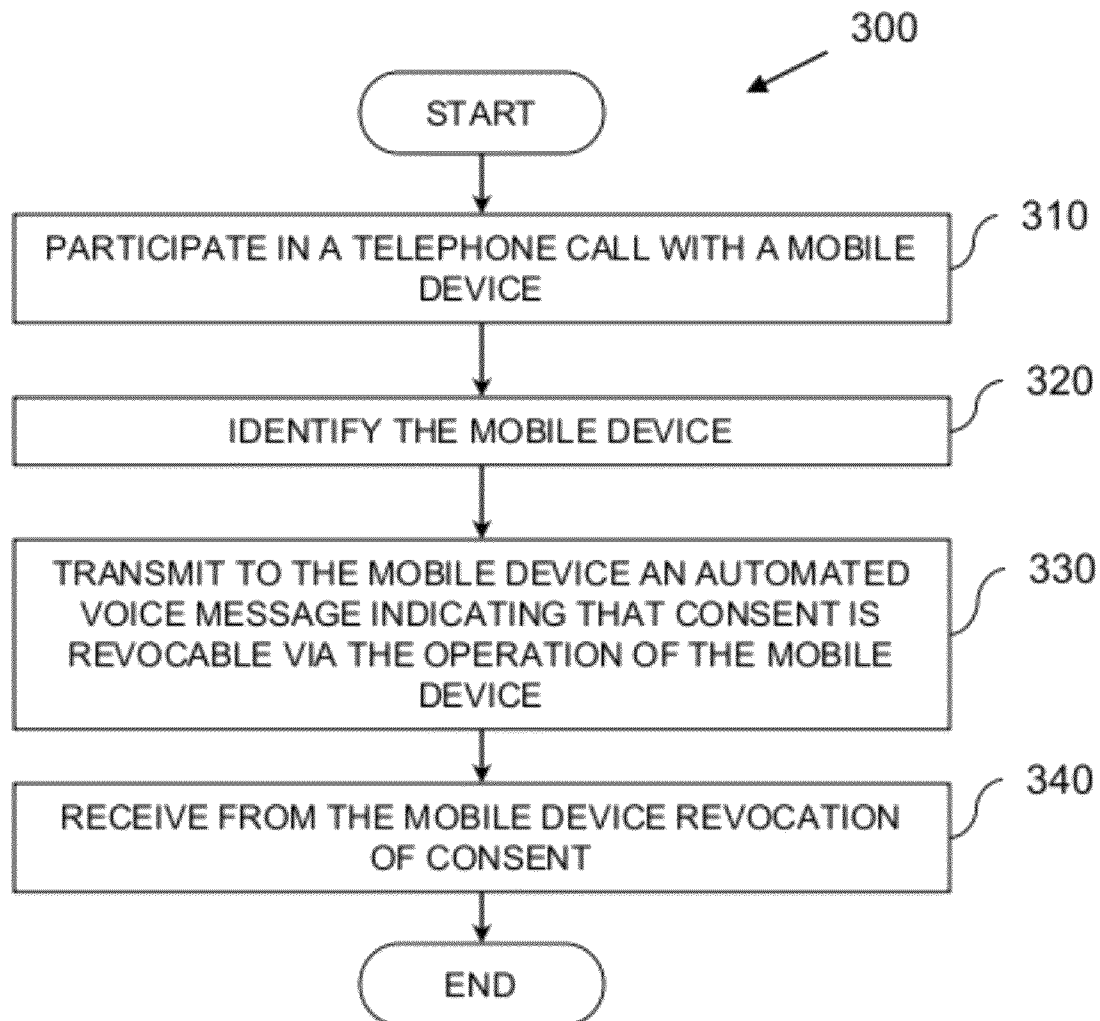 300
START
310
PARTICIPATE IN A TELEPHONE CALL WITH A MOBILE
DEVICE
320
IDENTIFY THE MOBILE DEVICE
330
TRANSMIT TO THE MOBILE DEVICE AN AUTOMATED
VOICE MESSAGE INDICATING THAT CONSENT IS
REVOCABLE VIA THE OPERATION OF THE MOBILE
DEVICE
340
RECEIVE FROM THE MOBILE DEVICE REVOCATION
OF CONSENT
END